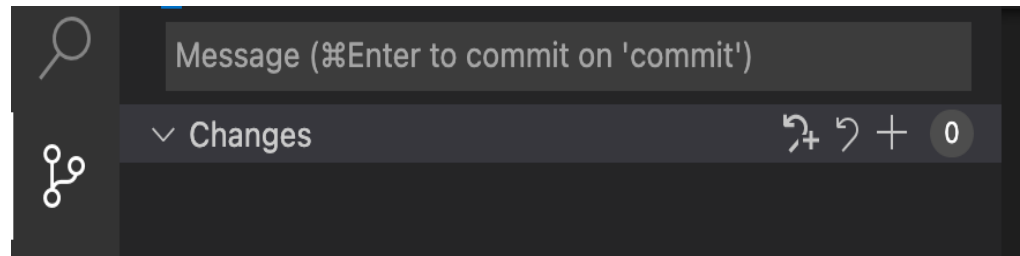 Message (⌘Enter to commit on 'commit')
Changes 0